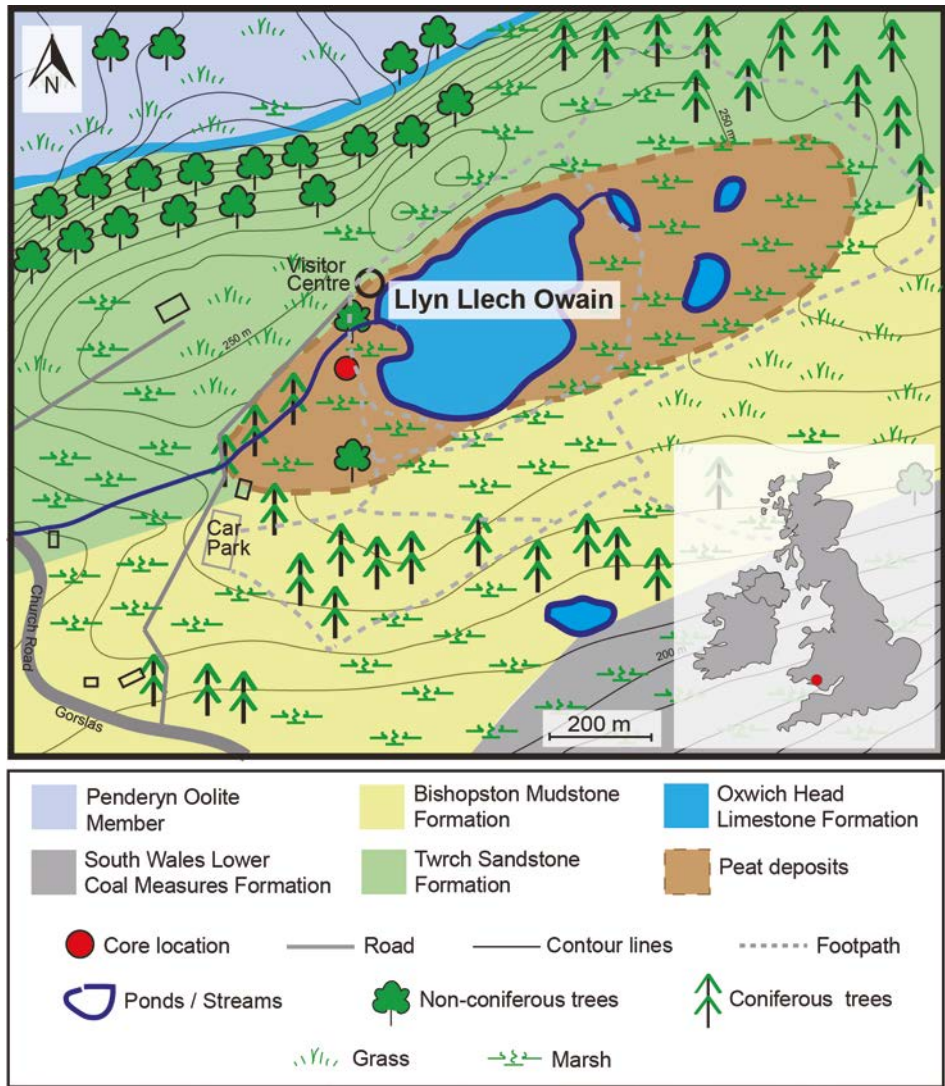 N
250 m
Visitor
Centre
Llyn Llech Owain
250 m
Car
Park
Church Road
200 m
Gorslas
200 m
Penderyn Oolite
Member
Bishopston Mudstone
Formation
Oxwich Head
Limestone Formation
South Wales Lower
Coal Measures Formation
Twrch Sandstone
Formation
Peat deposits
Core location
Road
Contour lines
Footpath
Ponds / Streams
Non-coniferous trees
Coniferous trees
Grass
Marsh